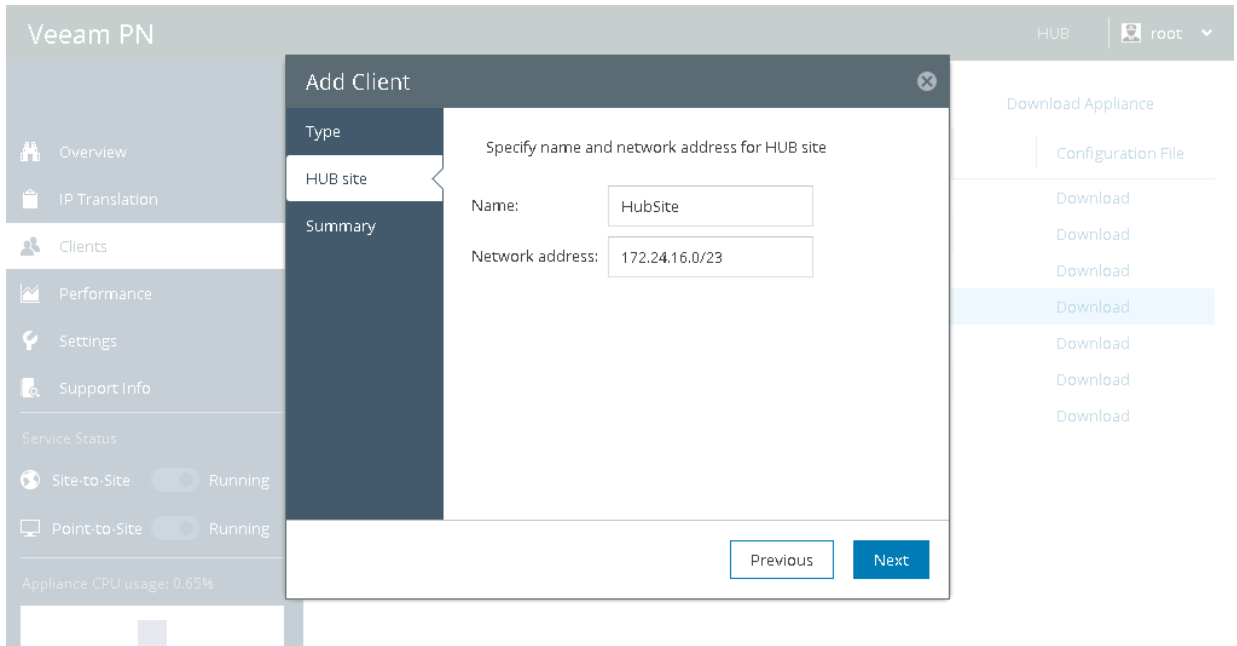 Veeam PN
HUB
root
Add Client
Download Appliance
Type
Specify name and network address for HUB site
Overview
Configuration File
HUB site
IP Translation
Name:
HubSite
Download
Summary
Download
Clients
Network address:
172.24.16.0/23
Download
Performance
Download
Settings
Download
Support Info
Download
Download
Service Status
Site-to-Site
Running
Point-to-Site
Running
Previous
Next
Appliance CPU usage: 0.65%